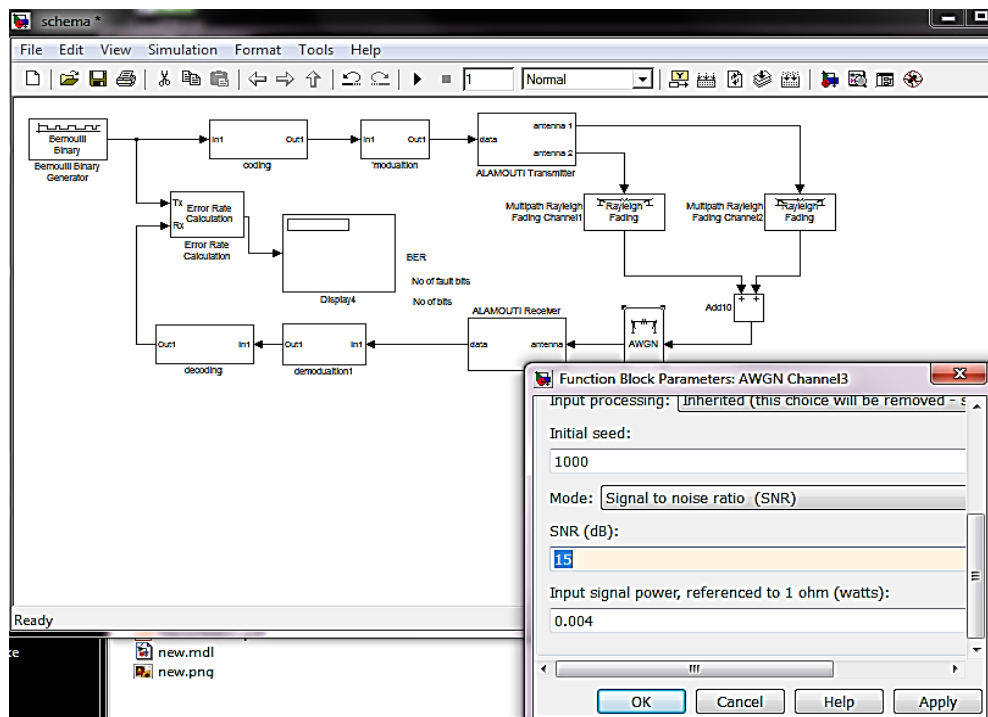 schema *
File Edit View Simulation Format Tools Help
1
Normal
Bernoulli
Binary
Bernoulli Binary
Generator
In1 Out1
coding
In1 Out1
'modualtion
data
antenna 1
antenna 2
ALAMOUTI Transmitter
Multipath Rayleigh
Fading Channel1
Rayleigh
Fading
Multipath Rayleigh
Fading Channel2
Rayleigh
Fading
Tx
Rx
Error Rate
Calculation
Error Rate
Calculation
Display4
BER
No of fault bits
No of bits
Add10
+ +
ALAMOUTI Receiver
data antenna
AWGN
Out1 In1
decoding
Out1 In1
demodualtion1
Function Block Parameters: AWGN Channel3
Input processing: Inherited (this choice will be removed - s
Initial seed:
1000
Mode: Signal to noise ratio (SNR)
SNR (dB):
15
Input signal power, referenced to 1 ohm (watts):
0.004
OK Cancel Help Apply
Ready
new.mdl
new.png